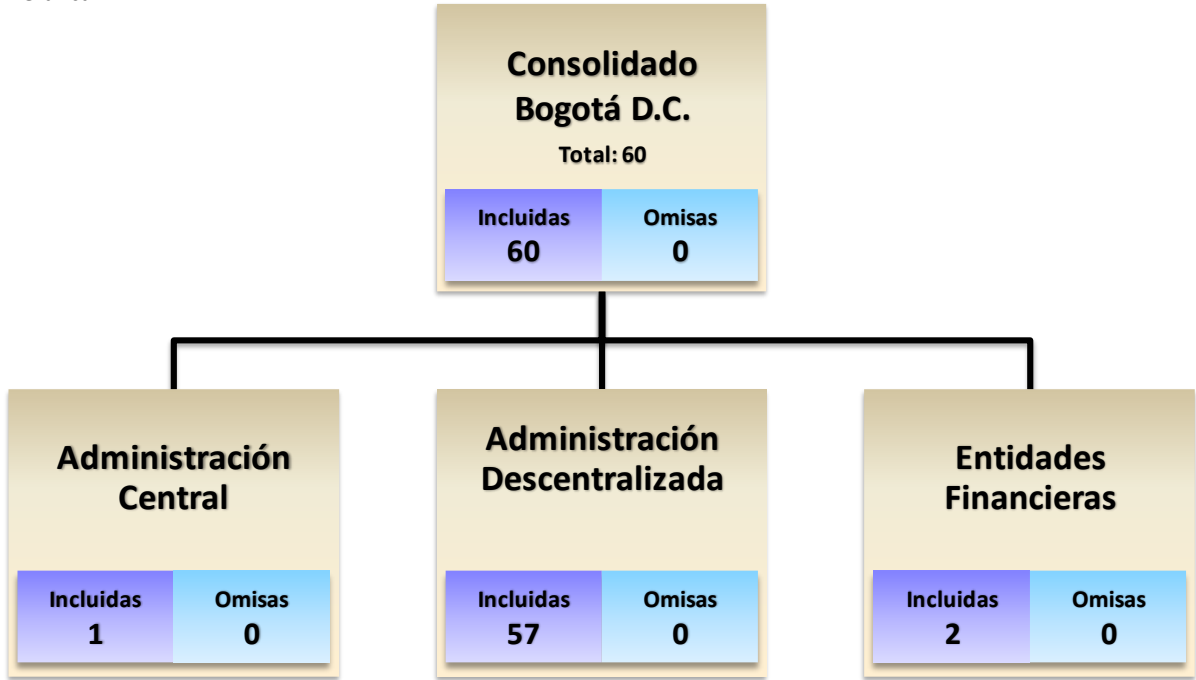 Consolidado
Bogotá D.C.
Total: 60
Incluidas Omisas
60 0
Administración
Central
Incluidas Omisas
1 0
Administración
Descentralizada
Incluidas Omisas
57 0
Entidades
Financieras
Incluidas Omisas
2 0